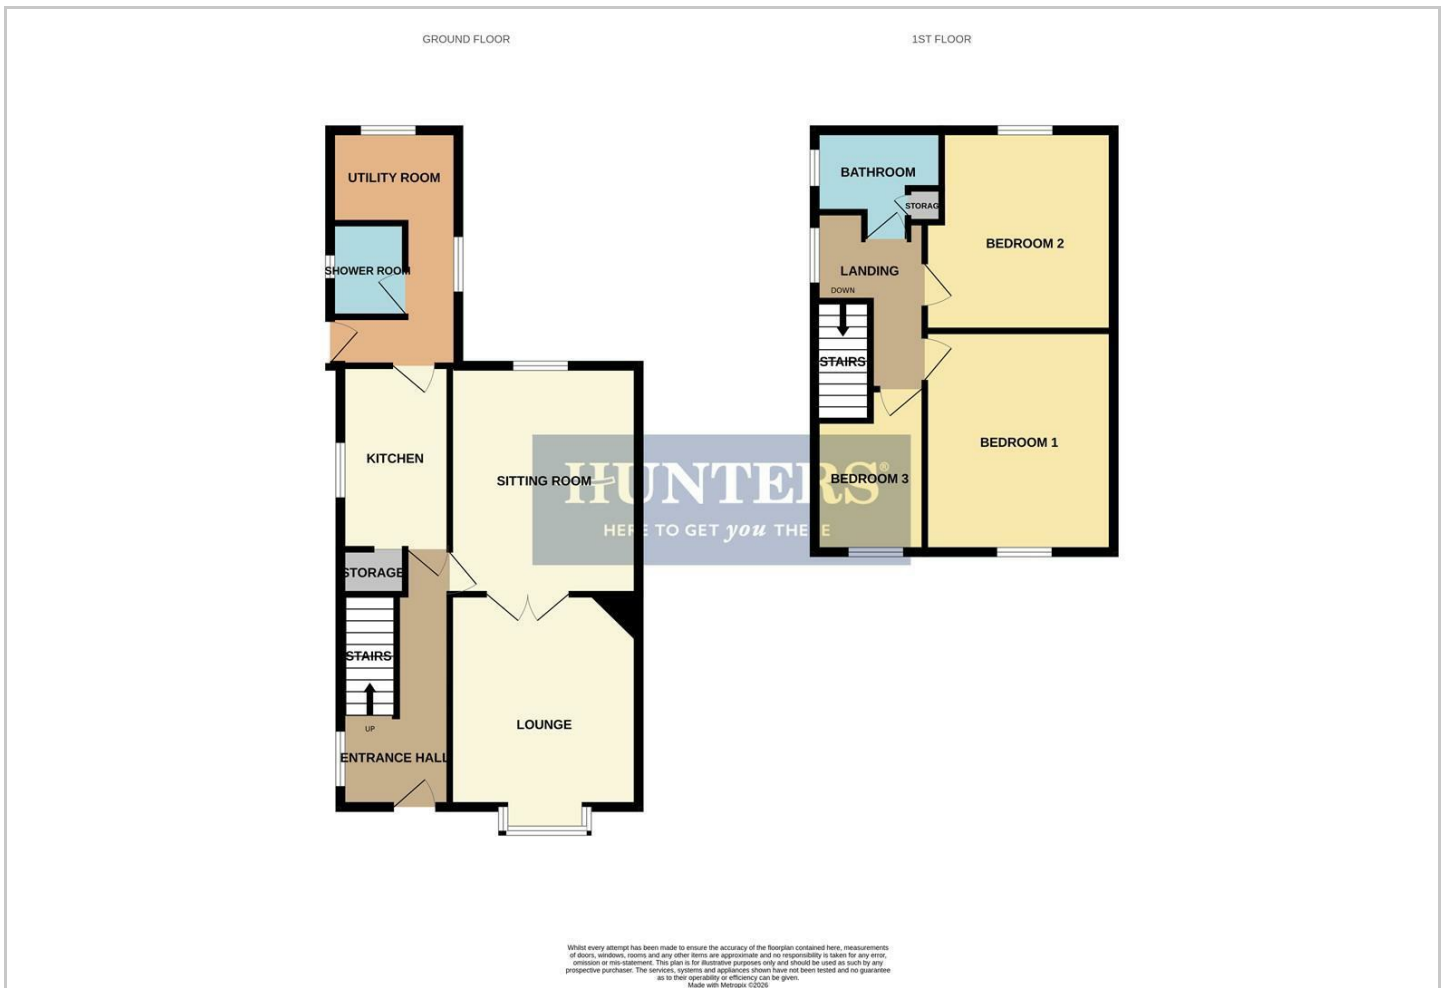 GROUND FLOOR
1ST FLOOR
UTILITY ROOM
SHOWER ROOM
KITCHEN
SITTING ROOM
STORAGE
STAIRS
UP
ENTRANCE HALL
LOUNGE
BATHROOM
STORAG
BEDROOM 2
LANDING
DOWN
STAIRS
BEDROOM 1
BEDROOM 3
HUNTERS®
HERE TO GET you THERE
Whilst every attempt has been made to ensure the accuracy of the floorplan contained here, measurements
of doors, windows, rooms and any other items are approximate and no responsibility is taken for any error,
omission or mis-statement. This plan is for illustrative purposes only and should be used as such by any
prospective purchaser. The services, systems and appliances shown have not been tested and no guarantee
as to their operability or efficiency can be given.
Made with Metropix ©2026